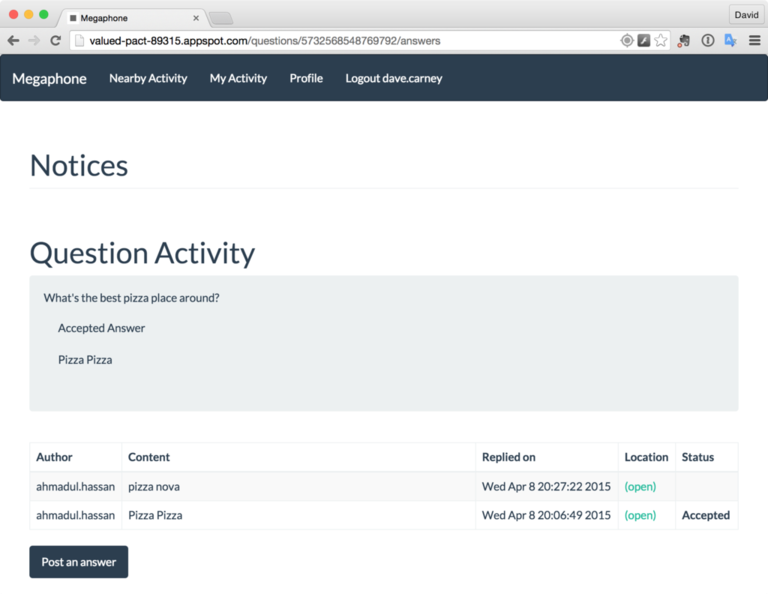 Megaphone
David
valued-pact-89315.appspot.com/questions/5732568548769792/answers
Megaphone Nearby Activity My Activity Profile Logout dave.carney
Notices
Question Activity
What's the best pizza place around?
Accepted Answer
Pizza Pizza
Author Content Replied on Location Status
ahmadul.hassan pizza nova Wed Apr 8 20:27:22 2015 (open)
ahmadul.hassan Pizza Pizza Wed Apr 8 20:06:49 2015 (open) Accepted
Post an answer